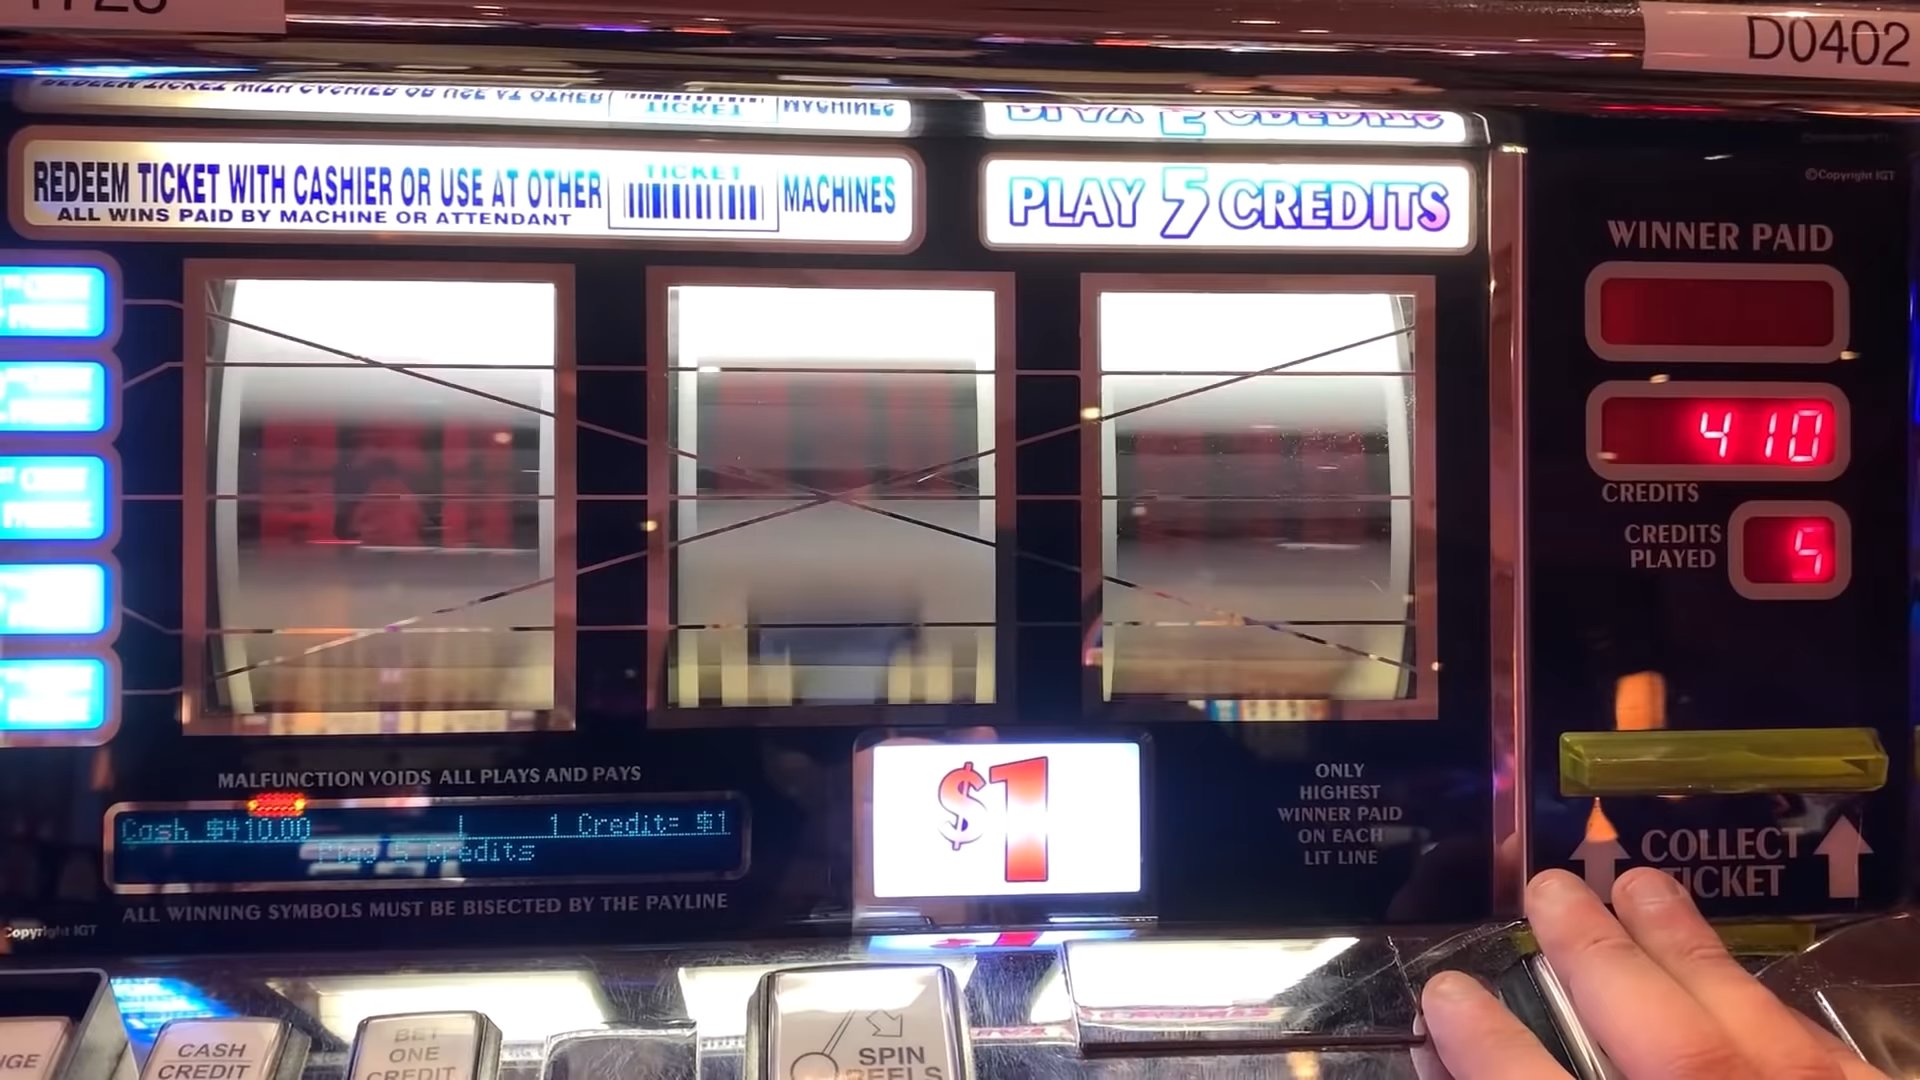 D0402
REDEEM TICKET WITH CASHIER OR USE AT OTHER
TICKET
MACHINES
ALL WINS PAID BY MACHINE OR ATTENDANT
PLAY 5 CREDITS
©Copyright IGT
WINNER PAID
410
CREDITS
CREDITS
PLAYED
5
MALFUNCTION VOIDS ALL PLAYS AND PAYS
Cash $410.00
1 Credit= $1
Play 5 Credits
ALL WINNING SYMBOLS MUST BE BISECTED BY THE PAYLINE
Copyright IGT
$1
ONLY
HIGHEST
WINNER PAID
ON EACH
LIT LINE
COLLECT
TICKET
CASH
CREDIT
BET
ONE
CREDIT
SPIN
REELS